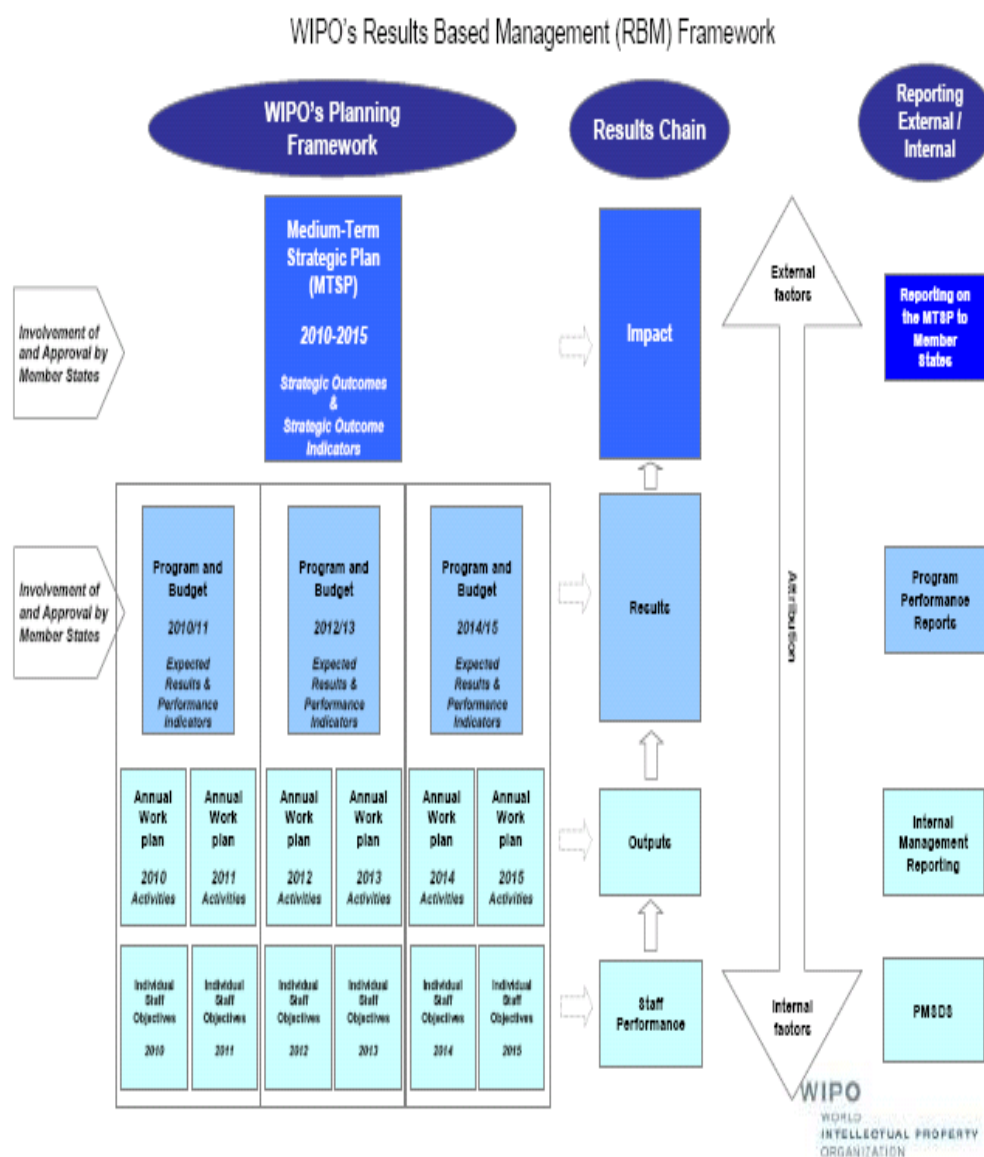 WIPO's Results Based Management (RBM) Framework
WIPO's Planning
Framework
Results Chain
Reporting
External /
Internal
Medium-Term
Strategic Plan
(MTSP)
2010-2015
Strategic Outcomes
&
Strategic Outcome
Indicators
Involvement of
and Approval by
Member States
Impact
External
factors
Reporting on
the MTSP to
Member
States
Involvement of
and Approval by
Member States
Program and
Budget
2010/11
Expected
Results &
Performance
Indicators
Program and
Budget
2012/13
Expected
Results &
Performance
Indicators
Program and
Budget
2014/15
Expected
Results &
Performance
Indicators
Results
Attribution
Program
Performance
Reports
Annual
Work
plan
2010
Activities
Annual
Work
plan
2011
Activities
Annual
Work
plan
2012
Activities
Annual
Work
plan
2013
Activities
Annual
Work
plan
2014
Activities
Annual
Work
plan
2015
Activities
Outputs
Internal
Management
Reporting
Individual
Staff
Objectives
2010
Individual
Staff
Objectives
2011
Individual
Staff
Objectives
2012
Individual
Staff
Objectives
2013
Individual
Staff
Objectives
2014
Individual
Staff
Objectives
2015
Staff
Performance
Internal
factors
PMSDS
WIPO
WORLD
INTELLECTUAL PROPERTY
ORGANIZATION